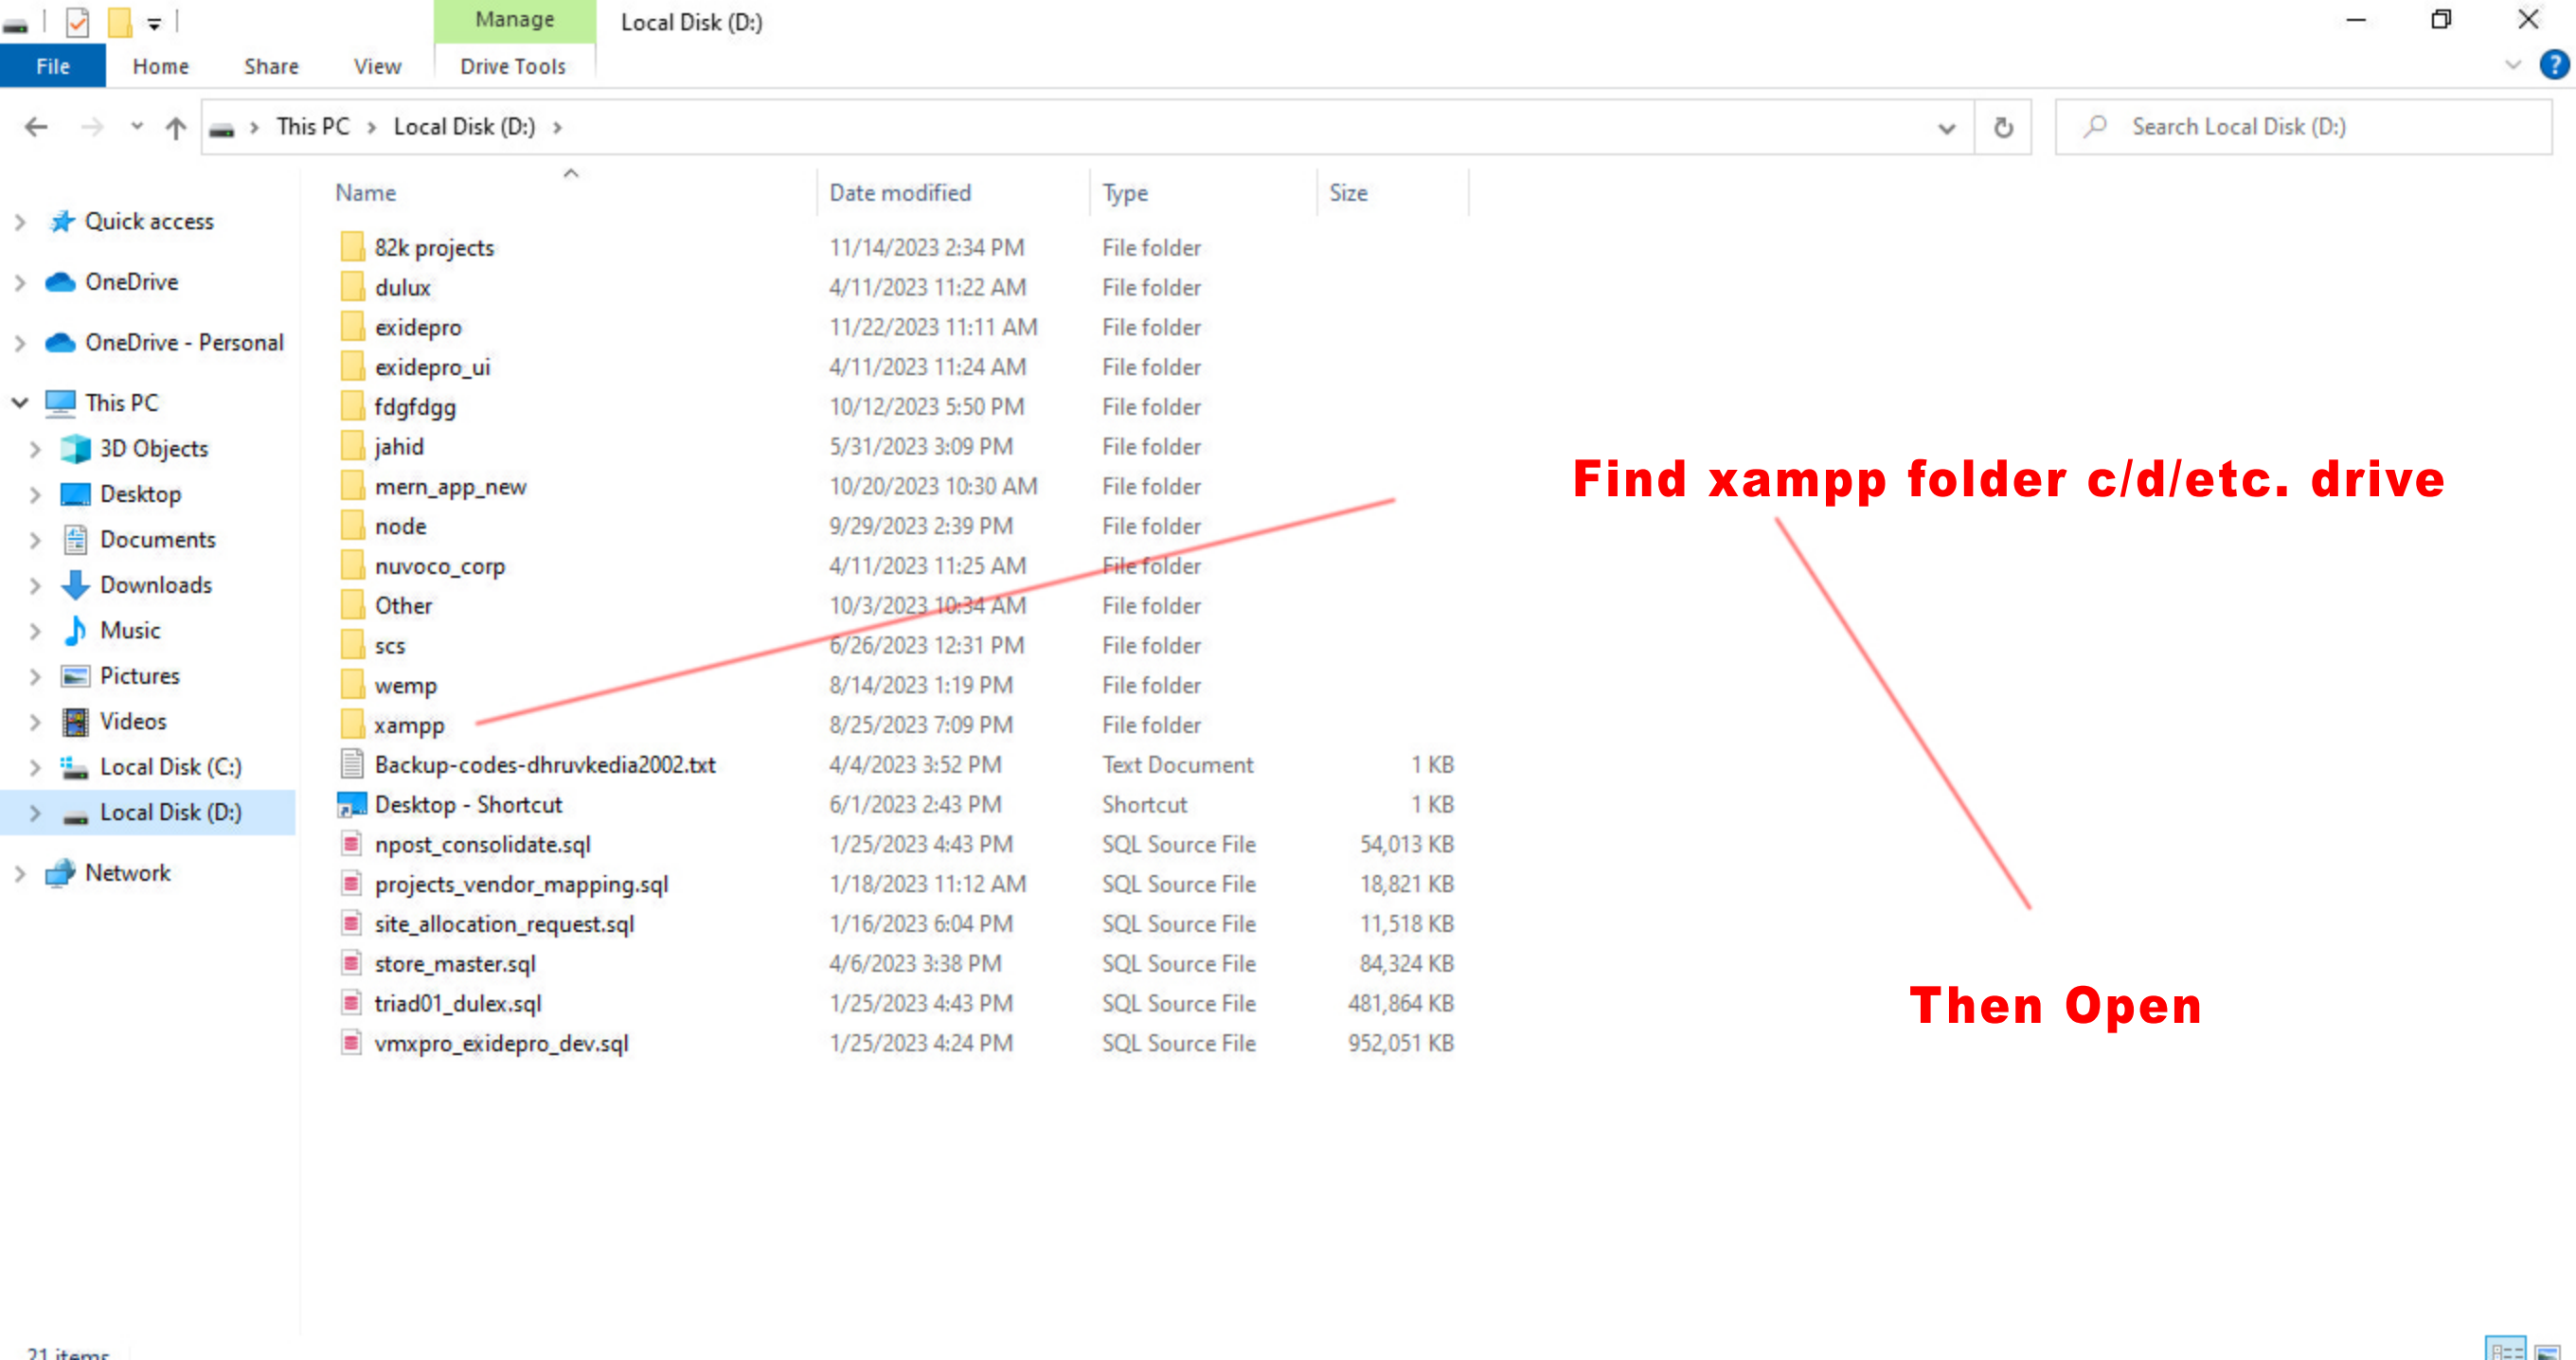 Manage Local Disk (D:)
File Home Share View Drive Tools
This PC Local Disk (D:) Search Local Disk (D:)
Name Date modified Type Size
Quick access
OneDrive
OneDrive - Personal
This PC
3D Objects
Desktop
Documents
Downloads
Music
Pictures
Videos
Local Disk (C:)
Local Disk (D:)
Network
82k projects 11/14/2023 2:34 PM File folder
dulux 4/11/2023 11:22 AM File folder
exidepro 11/22/2023 11:11 AM File folder
exidepro_ui 4/11/2023 11:24 AM File folder
fdgfdgg 10/12/2023 5:50 PM File folder
jahid 5/31/2023 3:09 PM File folder
mern_app_new 10/20/2023 10:30 AM File folder
node 9/29/2023 2:39 PM File folder
nuvoco_corp 4/11/2023 11:25 AM File folder
Other 10/3/2023 10:34 AM File folder
scs 6/26/2023 12:31 PM File folder
wemp 8/14/2023 1:19 PM File folder
xampp 8/25/2023 7:09 PM File folder
Backup-codes-dhruvkedia2002.txt 4/4/2023 3:52 PM Text Document 1 KB
Desktop - Shortcut 6/1/2023 2:43 PM Shortcut 1 KB
npost_consolidate.sql 1/25/2023 4:43 PM SQL Source File 54,013 KB
projects_vendor_mapping.sql 1/18/2023 11:12 AM SQL Source File 18,821 KB
site_allocation_request.sql 1/16/2023 6:04 PM SQL Source File 11,518 KB
store_master.sql 4/6/2023 3:38 PM SQL Source File 84,324 KB
triad01_dulex.sql 1/25/2023 4:43 PM SQL Source File 481,864 KB
vmxpro_exidepro_dev.sql 1/25/2023 4:24 PM SQL Source File 952,051 KB
Find xampp folder c/d/etc. drive
Then Open
21 items